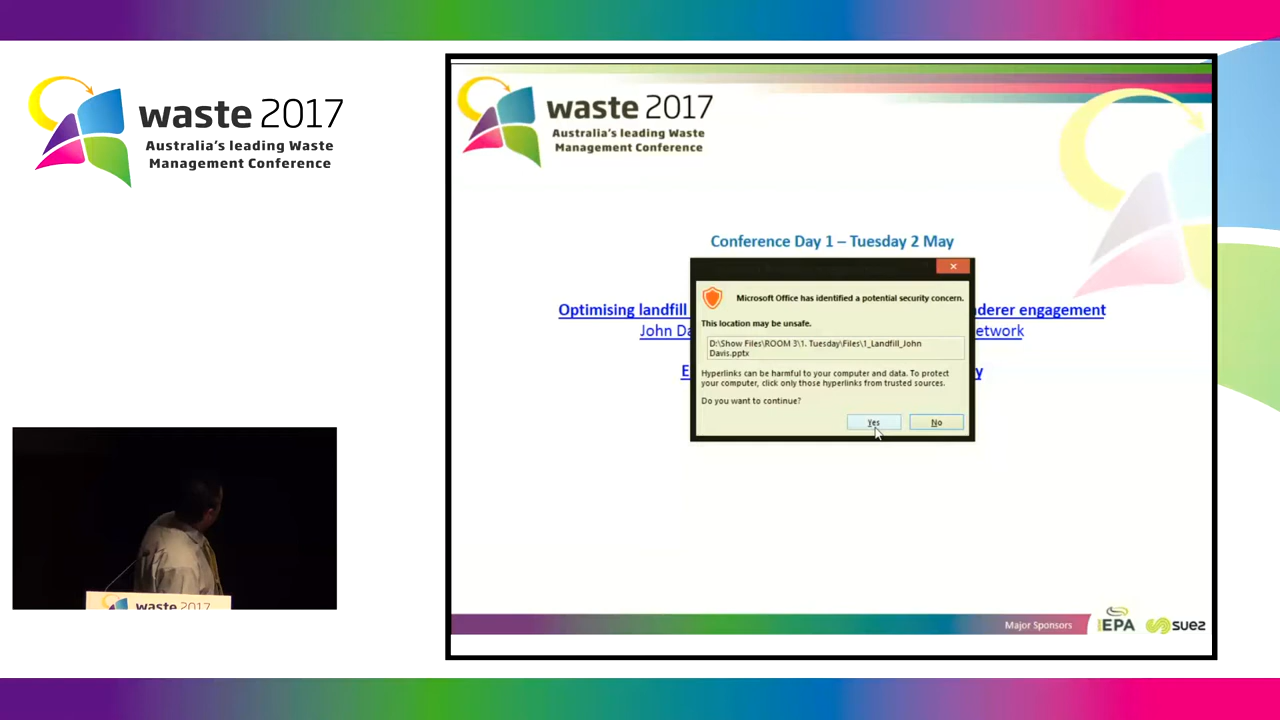 waste 2017
Australia's leading Waste
Management Conference
waste 2017
Australia's leading Waste
Management Conference
Conference Day 1 – Tuesday 2 May
Microsoft Office has identified a potential security concern.
This location may be unsafe.
Optimising landfill
derer engagement
D:\Show Files\ROOM 3\1. Tuesday\Files\1_Landfill_John
Davis.pptx
John Da
etwork
E
y
Hyperlinks can be harmful to your computer and data. To protect
your computer, click only those hyperlinks from trusted sources.
Do you want to continue?
Yes
No
waste 2017
Major Sponsors
EPA
suez